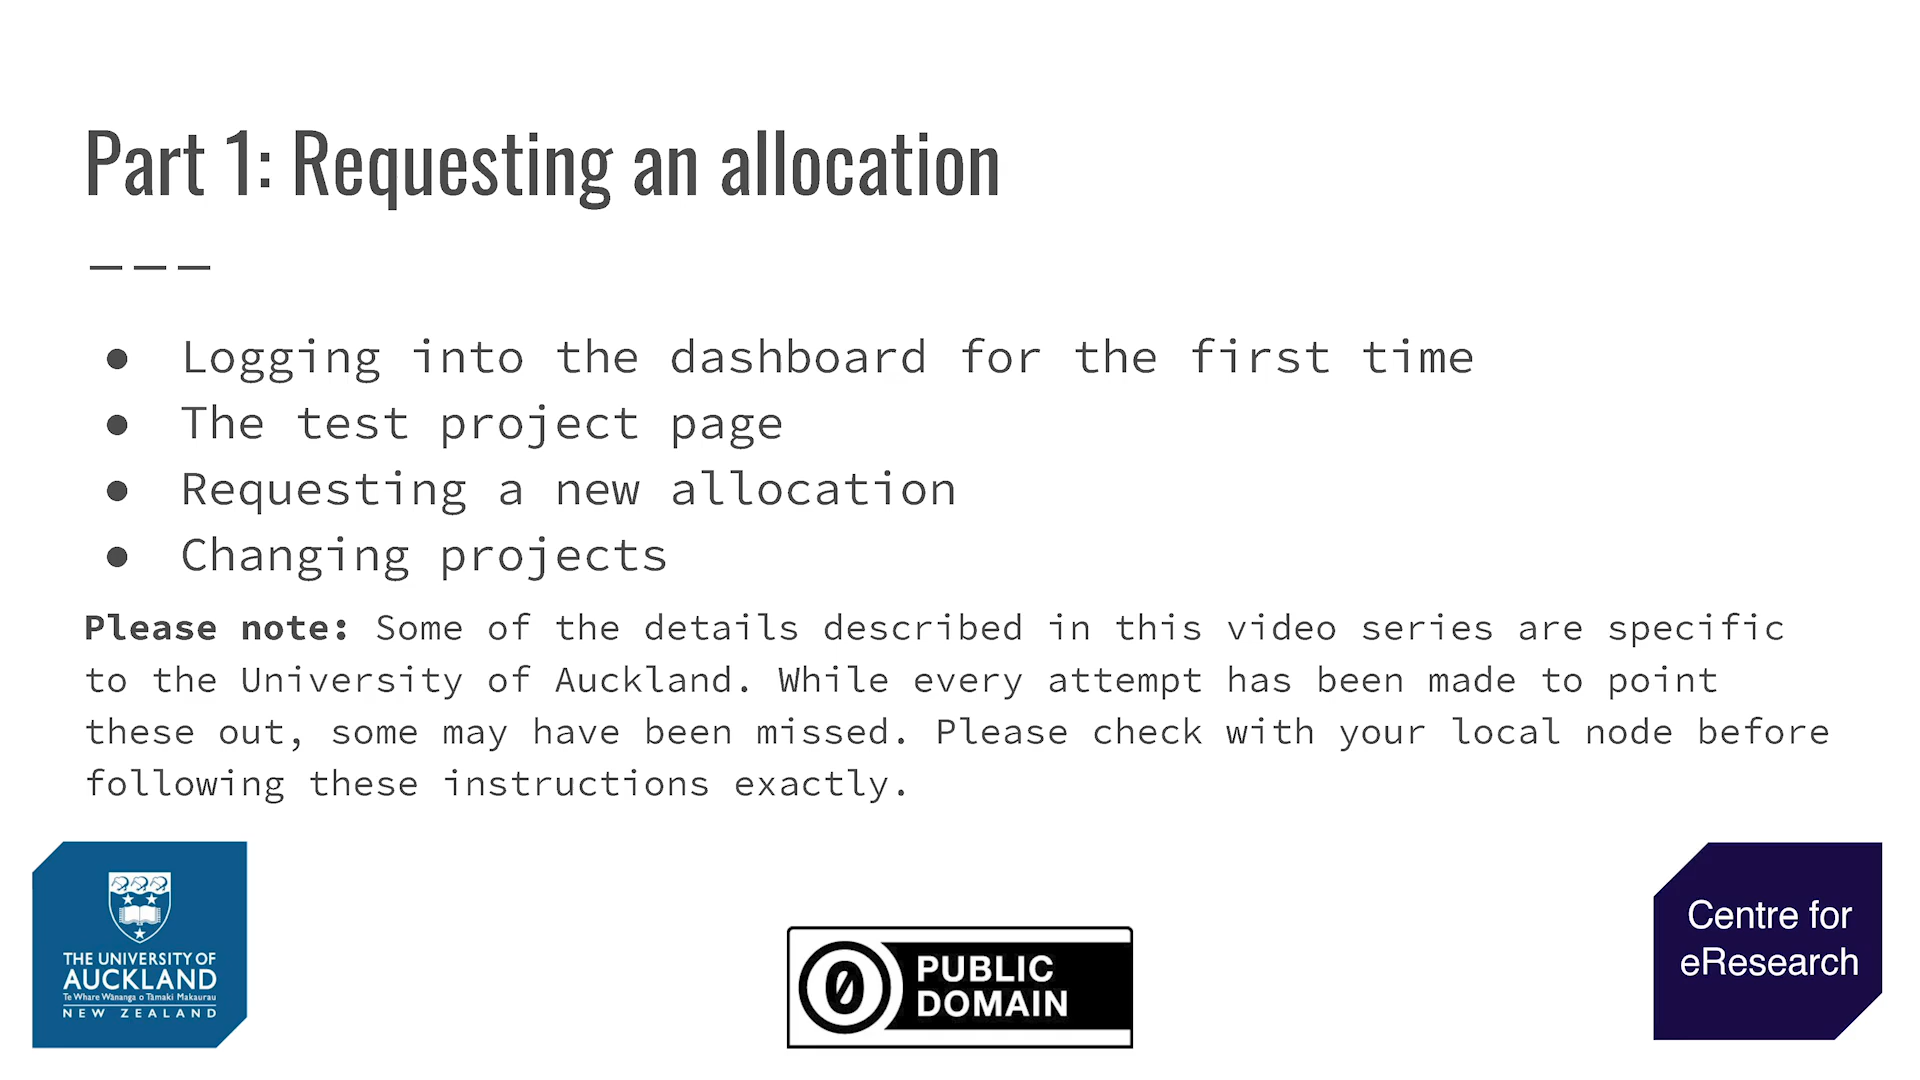 Part 1: Requesting an allocation
● Logging into the dashboard for the first time
● The test project page
● Requesting a new allocation
● Changing projects
Please note: Some of the details described in this video series are specific
to the University of Auckland. While every attempt has been made to point
these out, some may have been missed. Please check with your local node before
following these instructions exactly.
THE UNIVERSITY OF
AUCKLAND
Te Whare Wānanga o Tāmaki Makaurau
NEW ZEALAND
0
PUBLIC
DOMAIN
Centre for
eResearch